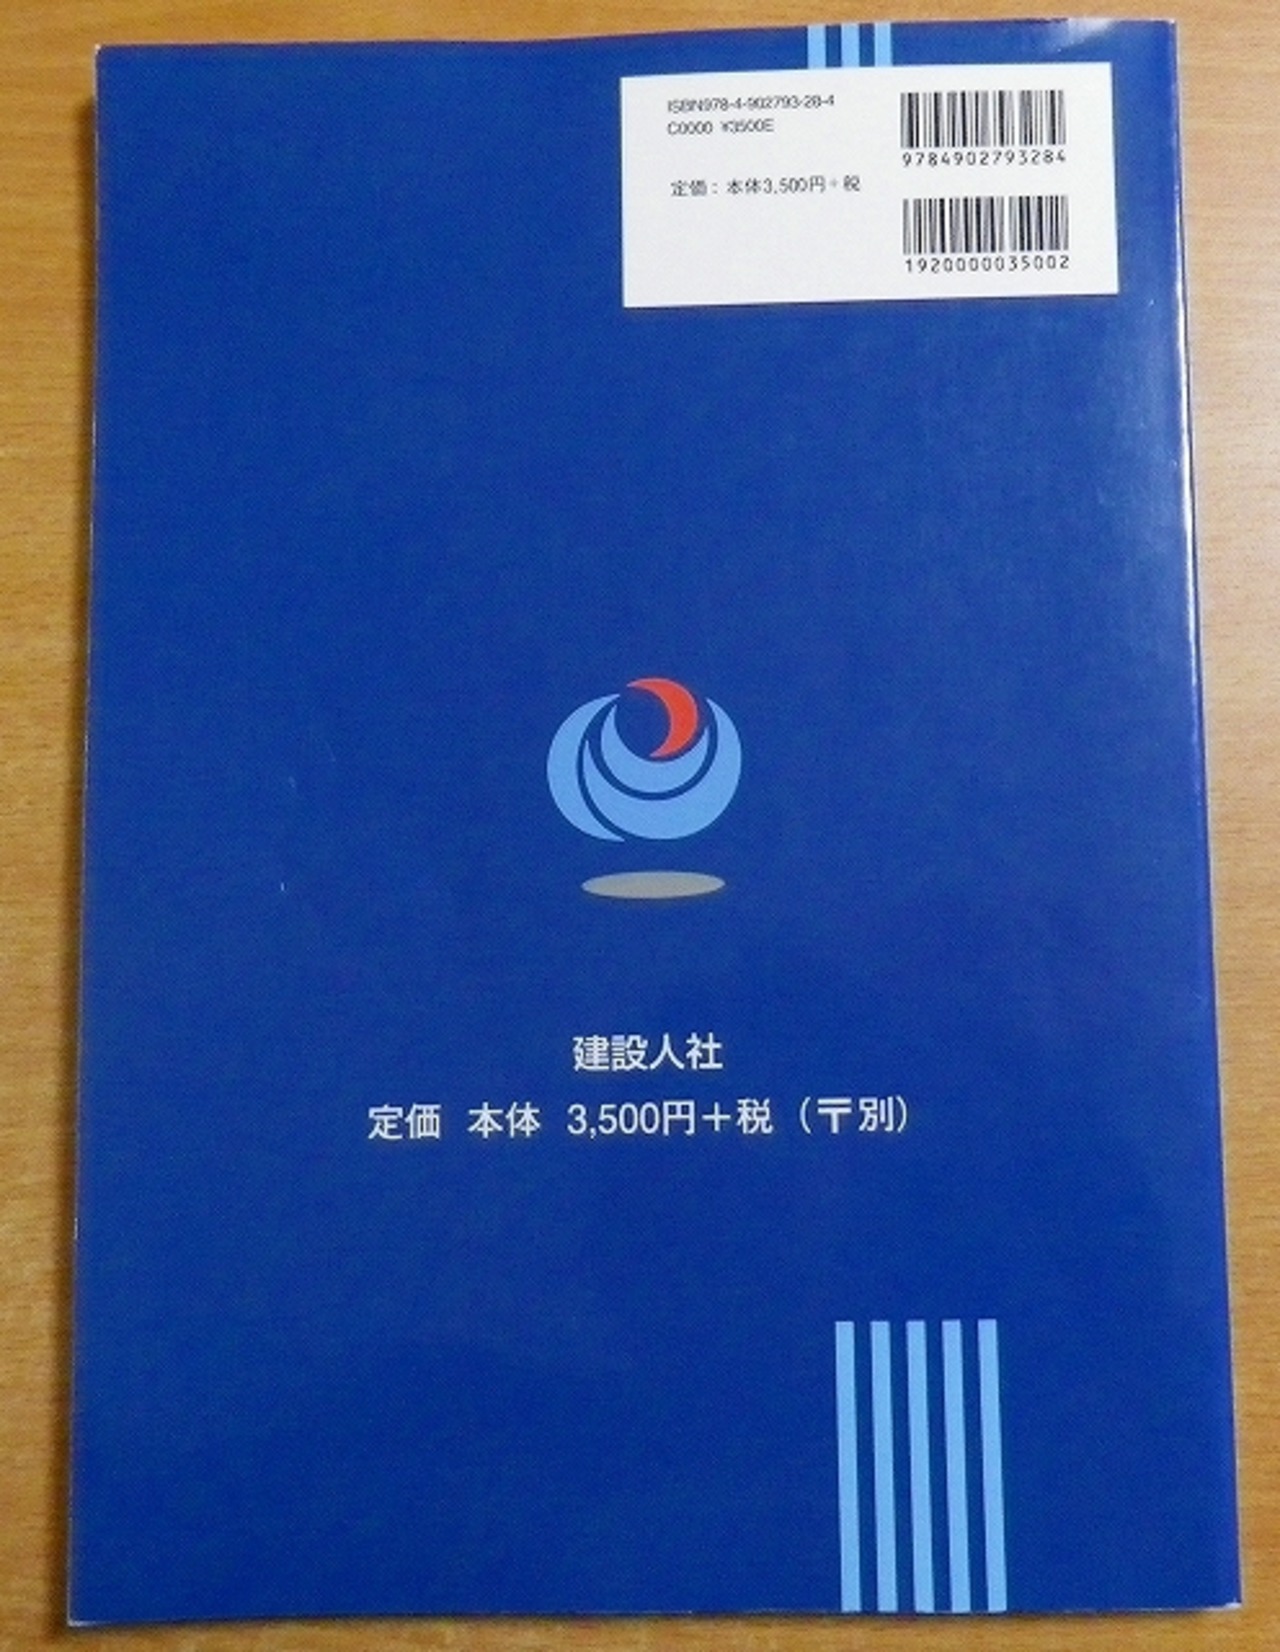 ISBN978-4-902793-28-4
C0000 ¥3500E
9784902793284
定価：本体3,500円+税
1920000035002
建設人社
定価 本体 3,500円＋税（〒別）